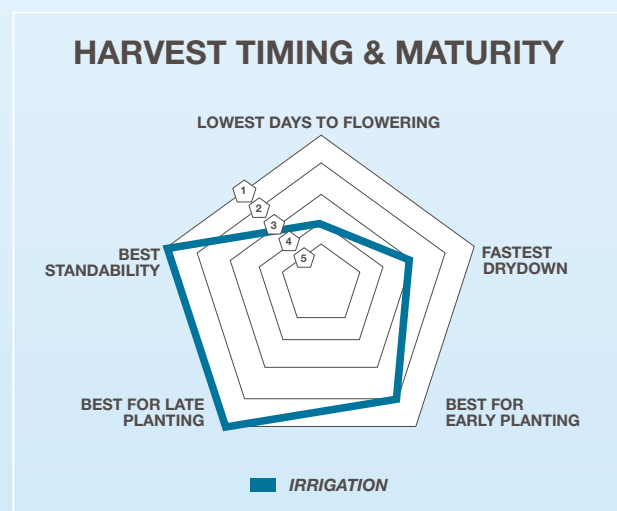 HARVEST TIMING & MATURITY
LOWEST DAYS TO FLOWERING
1
2
3
4
5
BEST
STANDABILITY
FASTEST
DRYDOWN
BEST FOR LATE
PLANTING
BEST FOR
EARLY PLANTING
IRRIGATION